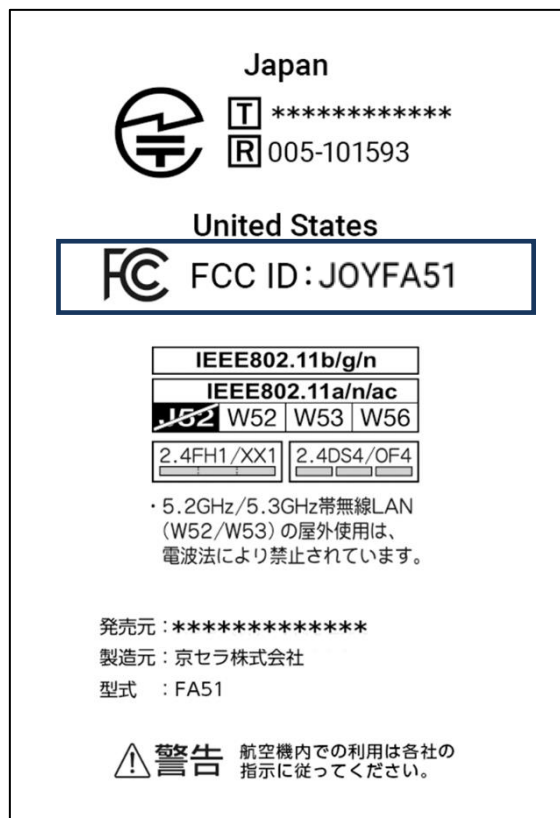 Japan
T ************
R 005-101593
United States
FC FCC ID:JOYFA51
IEEE802.11b/g/n
IEEE802.11a/n/ac
J52 W52 W53 W56
2.4FH1/XX1 2.4DS4/OF4
・5.2GHz/5.3GHz帯無線LAN
(W52/W53)の屋外使用は、
電波法により禁止されています。
発売元:*************
製造元:京セラ株式会社
型式 :FA51
警告 航空機内での利用は各社の
指示に従ってください。